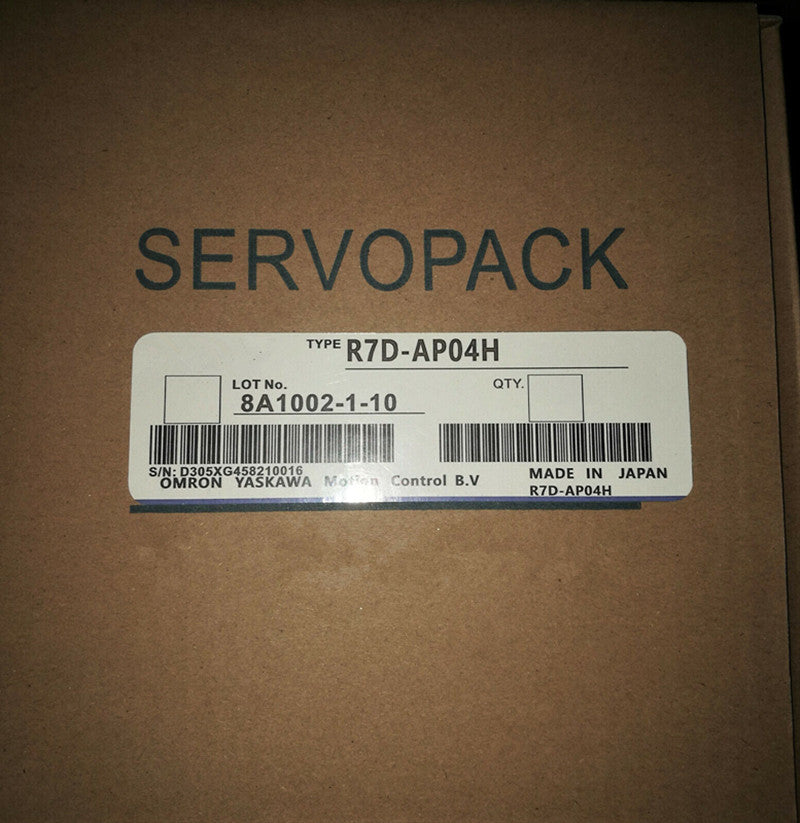 SERVOPACK
TYPE R7D-AP04H
LOT No. QTY.
8A1002-1-10
S/N: D305XG458210016 MADE IN JAPAN
OMRON YASKAWA Motion Control B.V
R7D-AP04H